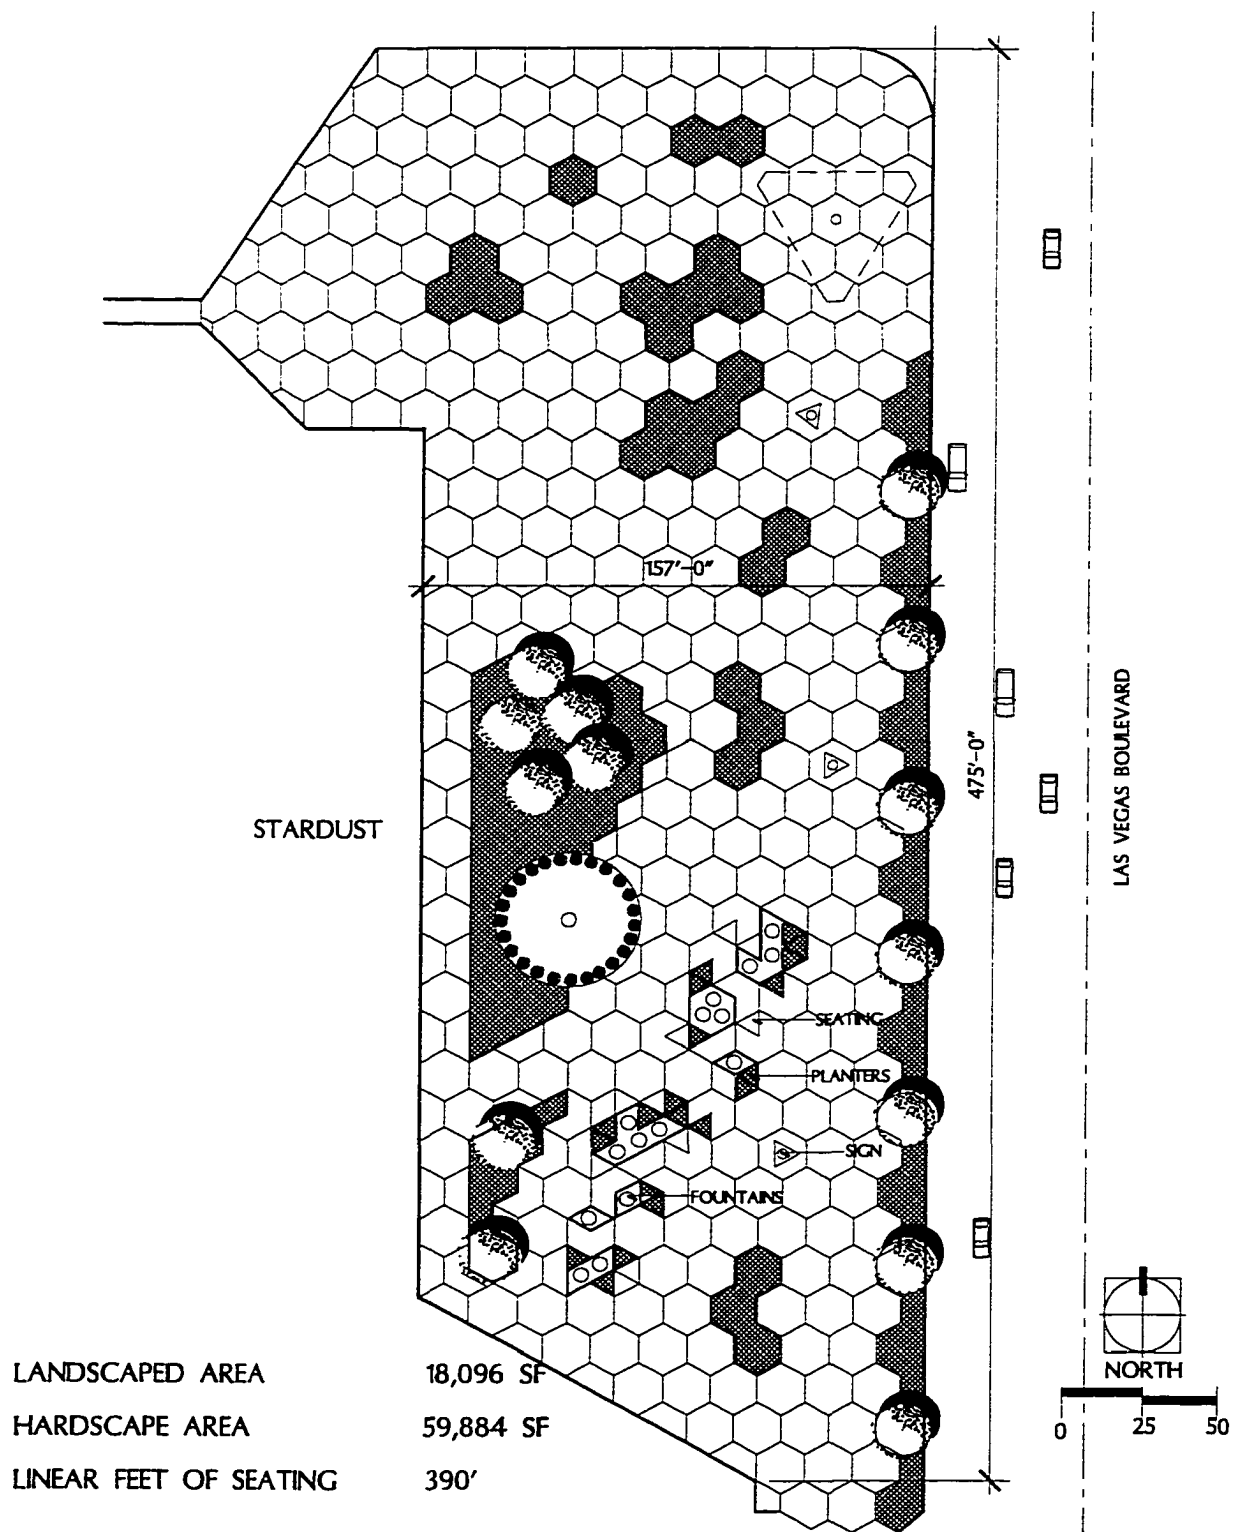 157'-0"
475'-0"
LAS VEGAS BOULEVARD
STARDUST
SEATING
PLANTERS
SIGN
FOUNTAINS
NORTH
0 25 50
LANDSCAPED AREA 18,096 SF
HARDSCAPE AREA 59,884 SF
LINEAR FEET OF SEATING 390'